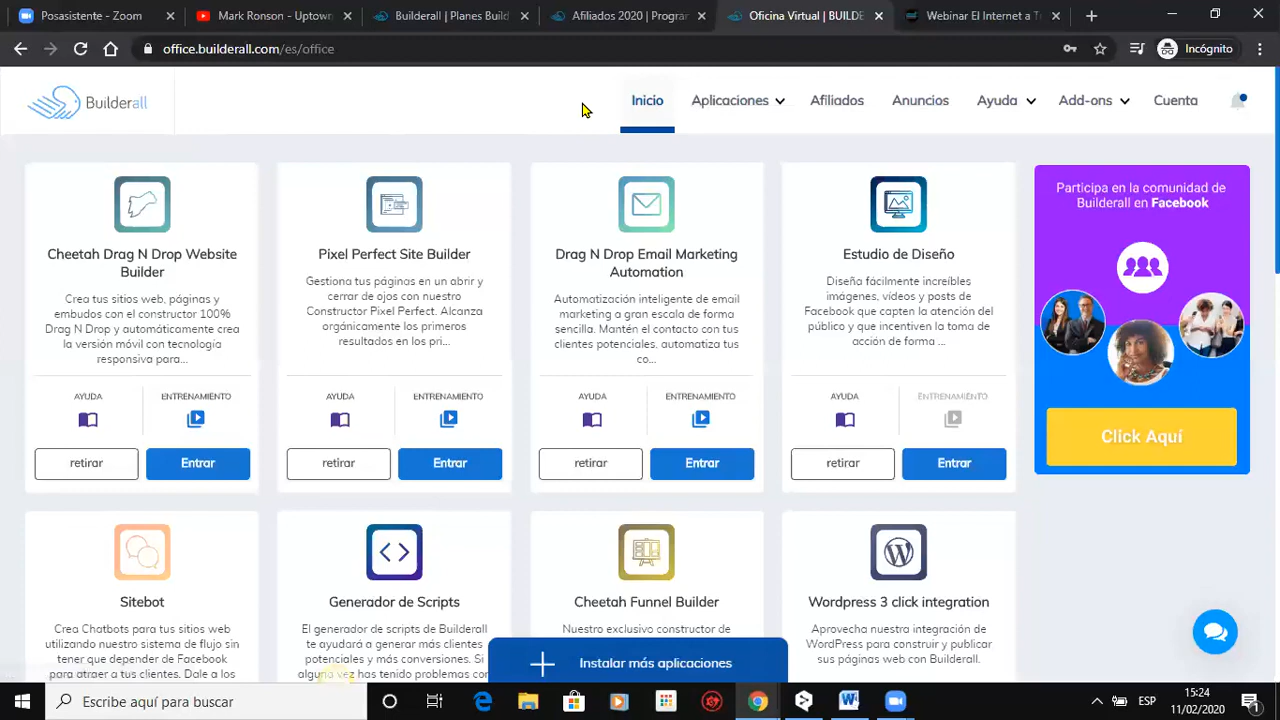 Posasistente - Zoom
Mark Ronson - Uptown
Builderall | Planes Build
Afiliados 2020 | Program
Oficina Virtual | BUILDE
Webinar El Internet a T
office.builderall.com/es/office
Incógnito
Builderall
Inicio
Aplicaciones
Afiliados
Anuncios
Ayuda
Add-ons
Cuenta
Cheetah Drag N Drop Website
Builder
Crea tus sitios web, páginas y
embudos con el constructor 100%
Drag N Drop y automáticamente crea
la versión móvil con tecnología
responsiva para...
AYUDA
ENTRENAMIENTO
retirar
Entrar
Pixel Perfect Site Builder
Gestiona tus páginas en un abrir y
cerrar de ojos con nuestro
Constructor Pixel Perfect. Alcanza
orgánicamente los primeros
resultados en los pri...
AYUDA
ENTRENAMIENTO
retirar
Entrar
Drag N Drop Email Marketing
Automation
Automatización inteligente de email
marketing a gran escala de forma
sencilla. Mantén el contacto con tus
clientes potenciales. automatiza tus
co...
AYUDA
ENTRENAMIENTO
retirar
Entrar
Estudio de Diseño
Diseña fácilmente increíbles
imágenes, vídeos y posts de
Facebook que capten la atención del
público y que incentiven la toma de
acción de forma ...
AYUDA
ENTRENAMIENTO
retirar
Entrar
Participa en la comunidad de
Builderall en Facebook
Click Aquí
Sitebot
Crea Chatbots para tus sitios web
utilizando nuestro sistema de flujo sin
tener que depender de Facebook
para atraer a tus clientes. Dale a los
Generador de Scripts
El generador de scripts de Builderall
te ayudará a generar más clientes
potenciales y más conversiones. Si
alguna vez has tenido problemas con
Cheetah Funnel Builder
Nuestro exclusivo constructor de
Wordpress 3 click integration
Aprovecha nuestra integración de
WordPress para construir y publicar
sus páginas web con Builderall.
Instalar más aplicaciones
Escribe aquí para buscar
ESP
15:24
11/02/2020